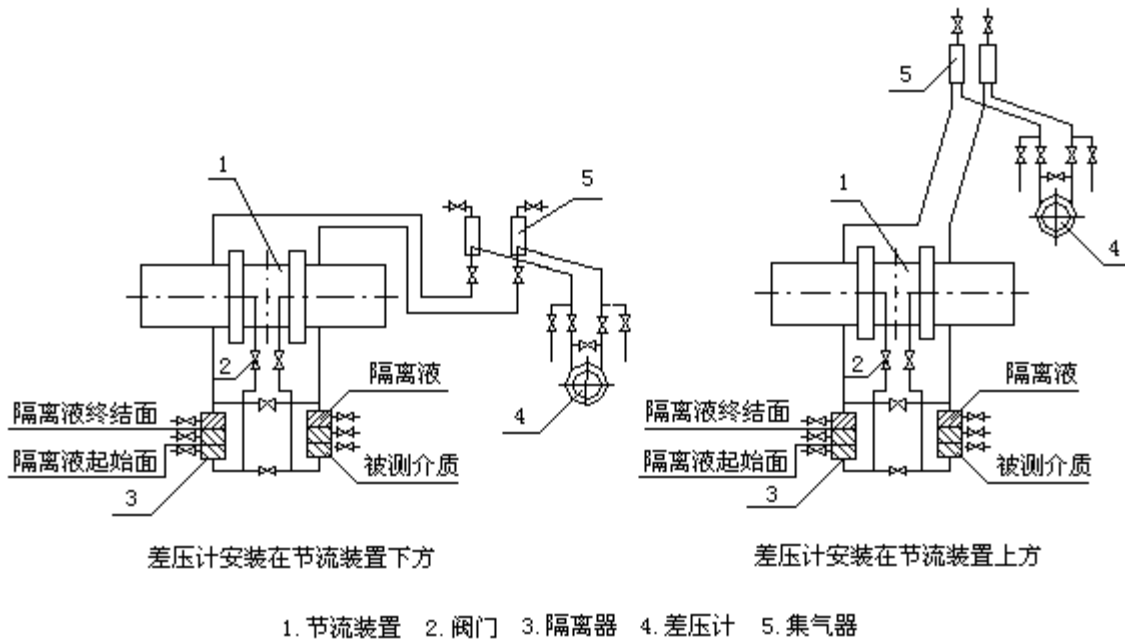 5
1
4
1
5
2
隔离液
隔离液终结面
4
隔离液起始面
被测介质
3
2
隔离液
隔离液终结面
隔离液起始面
被测介质
3
差压计安装在节流装置下方
差压计安装在节流装置上方
1.节流装置 2.阀门 3.隔离器 4.差压计 5.集气器